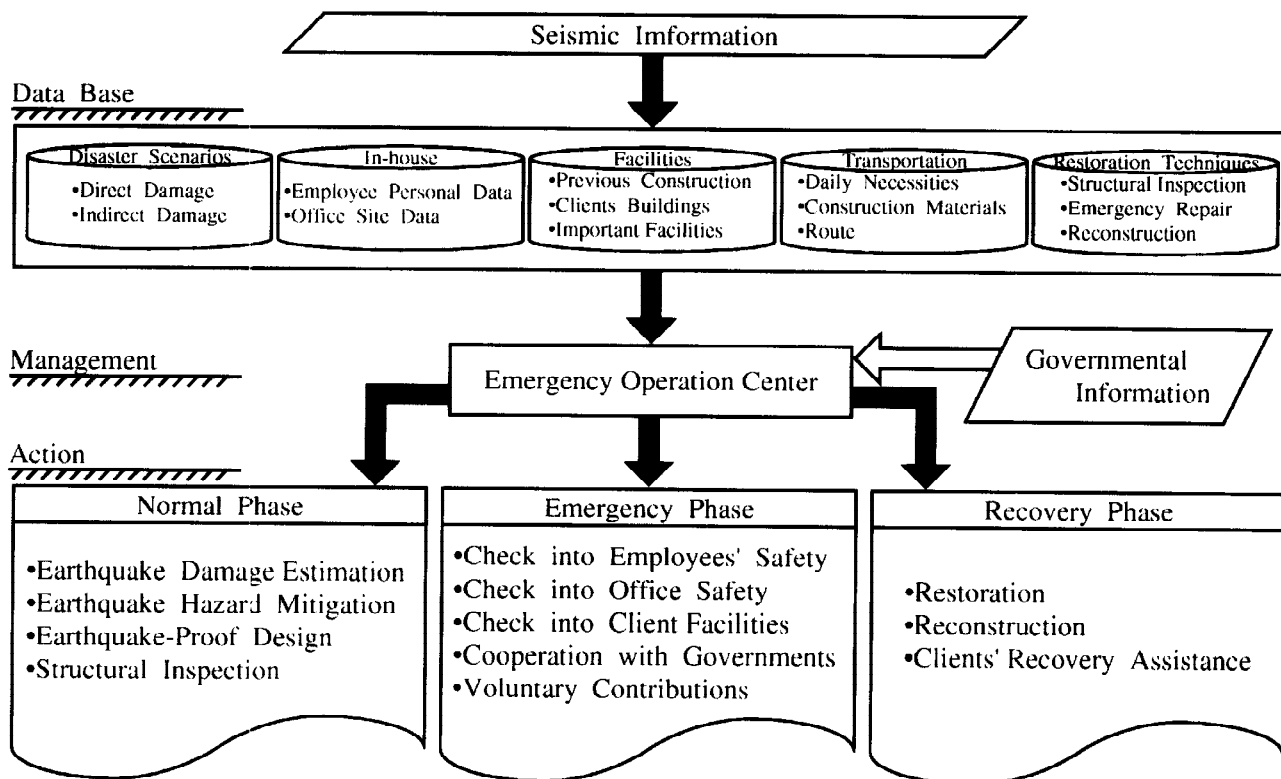 Seismic Imformation
Data Base
Disaster Scenarios
•Direct Damage
•Indirect Damage
In-house
•Employee Personal Data
•Office Site Data
Facilities
•Previous Construction
•Clients Buildings
•Important Facilities
Transportation
•Daily Necessities
•Construction Materials
•Route
Restoration Techniques
•Structural Inspection
•Emergency Repair
•Reconstruction
Management
Emergency Operation Center
Governmental
Information
Action
Normal Phase
•Earthquake Damage Estimation
•Earthquake Hazard Mitigation
•Earthquake-Proof Design
•Structural Inspection
Emergency Phase
•Check into Employees' Safety
•Check into Office Safety
•Check into Client Facilities
•Cooperation with Governments
•Voluntary Contributions
Recovery Phase
•Restoration
•Reconstruction
•Clients' Recovery Assistance